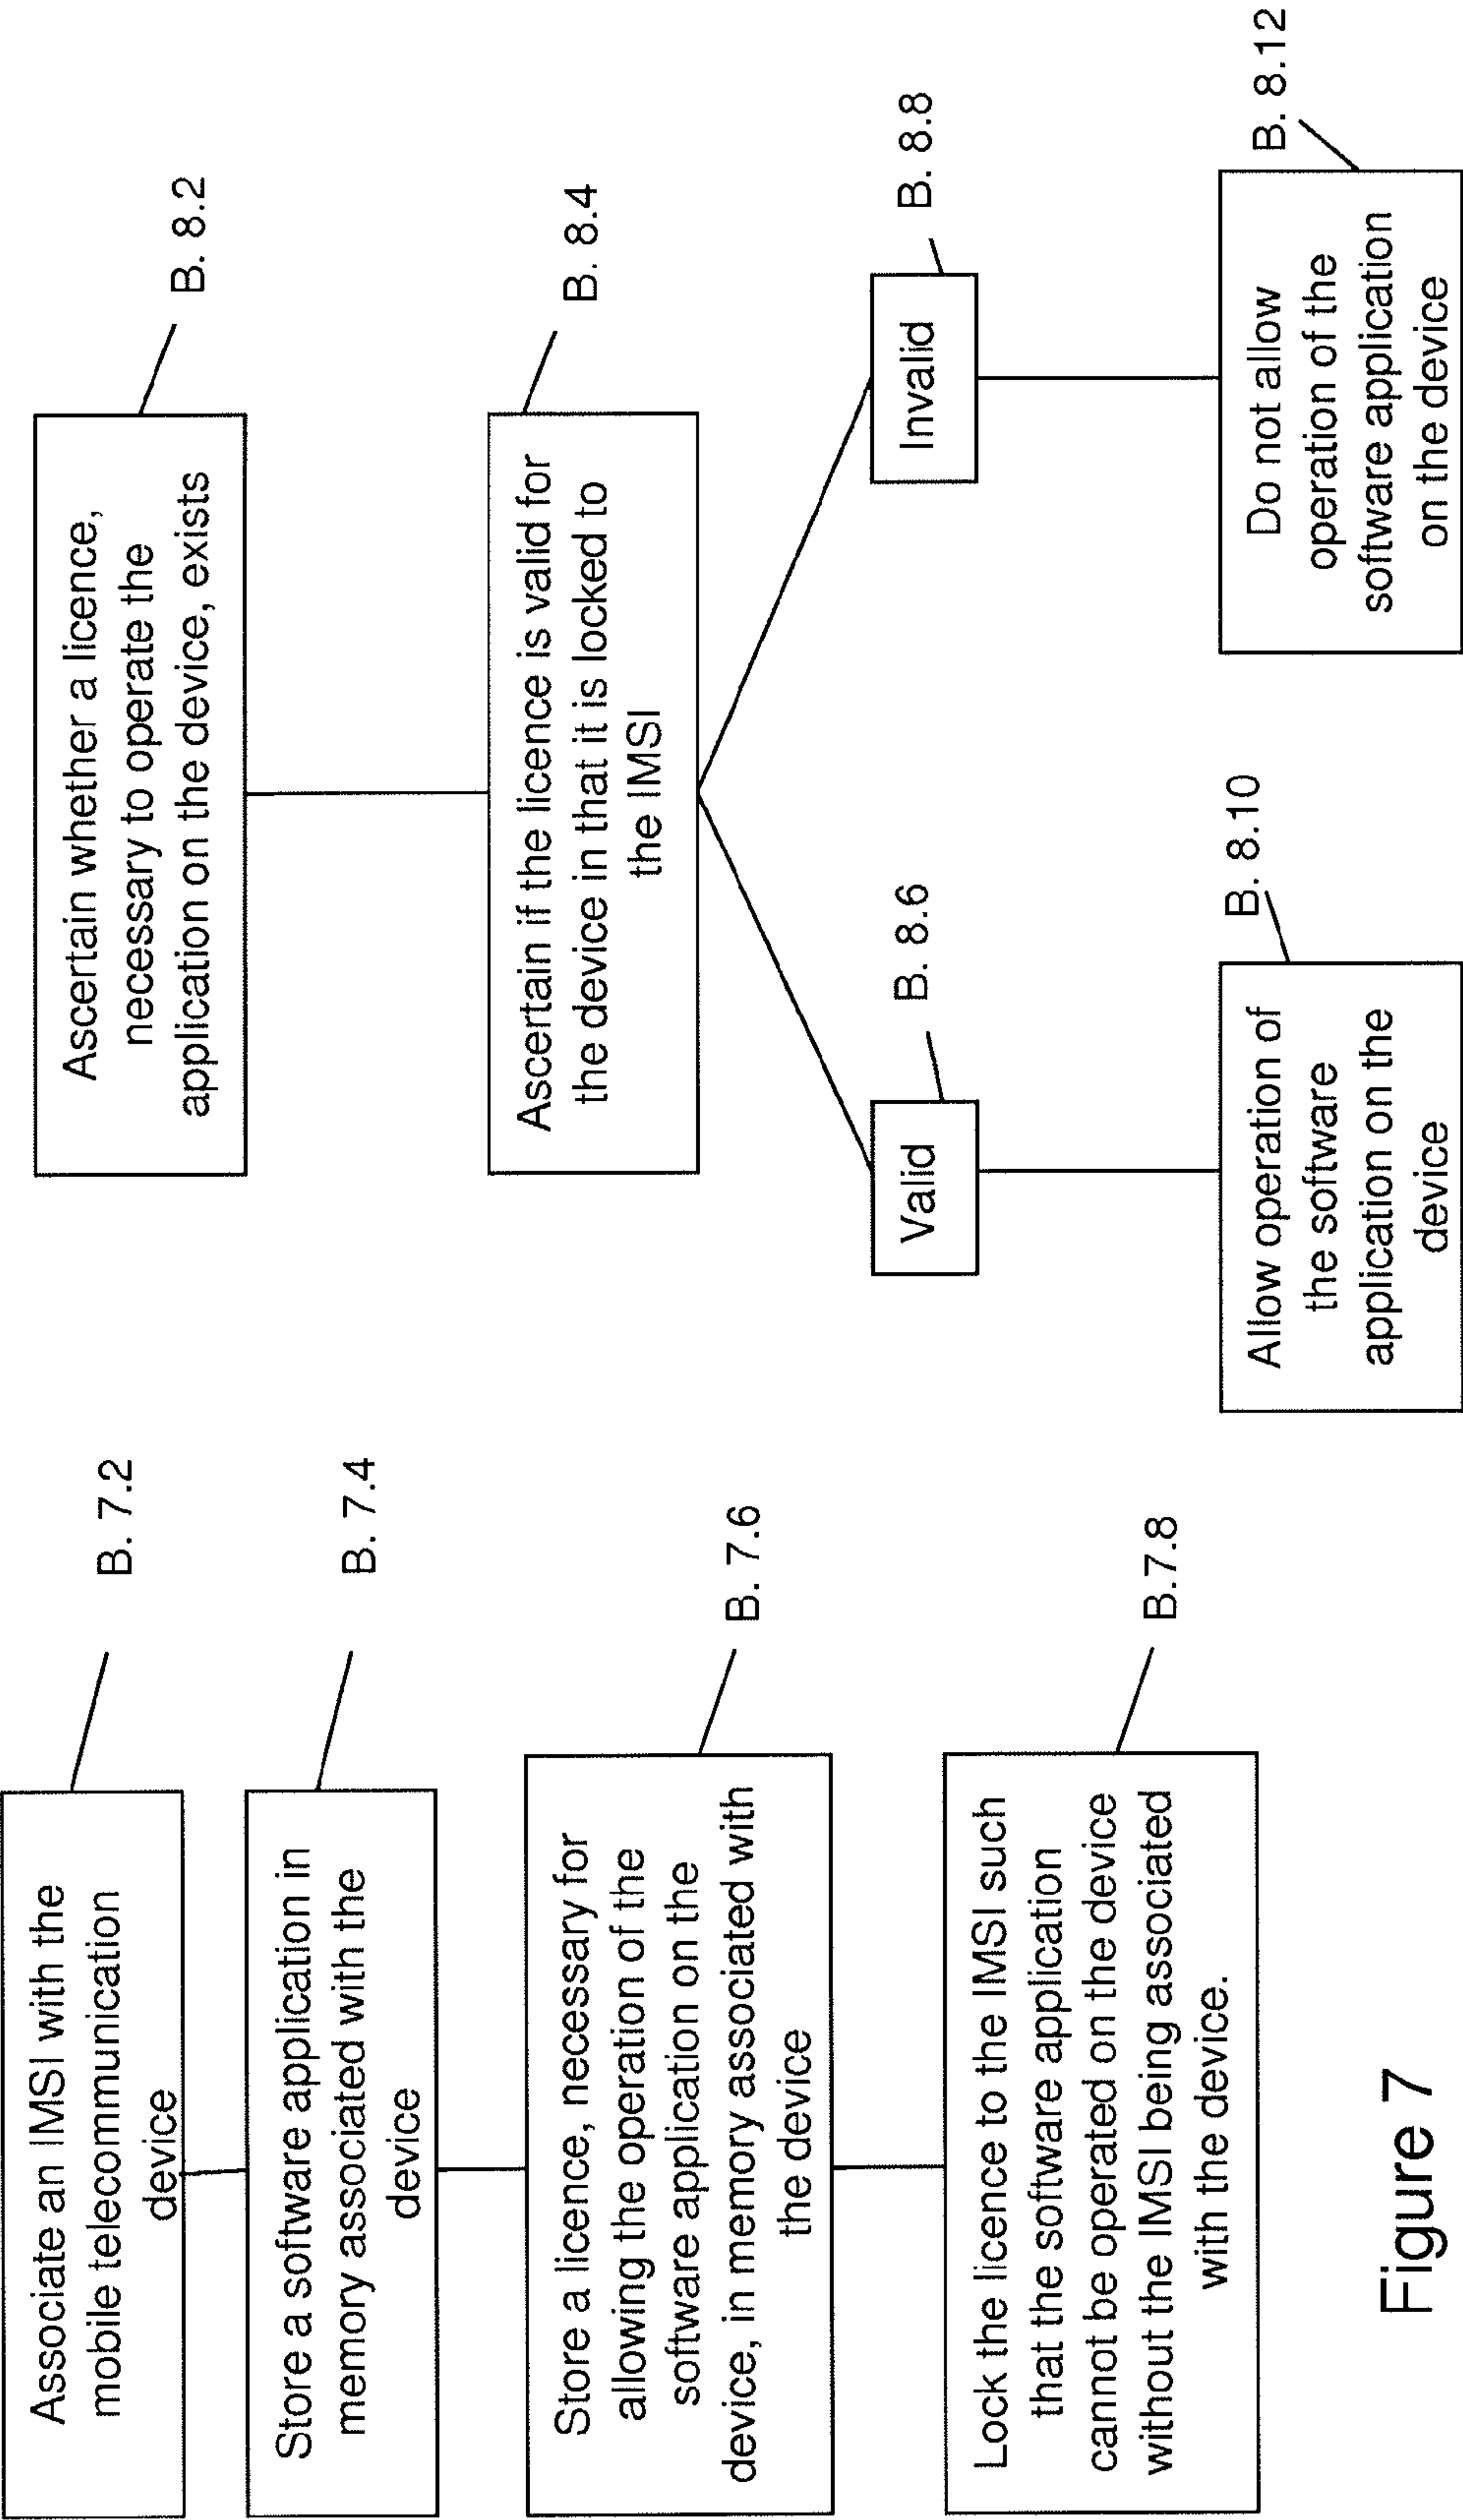 Associate an IMSI with the
mobile telecommunication
device
B. 7.2
Store a software application in
memory associated with the
device
B. 7.4
Store a licence, necessary for
allowing the operation of the
software application on the
device, in memory associated with
the device
B. 7.6
Lock the licence to the IMSI such
that the software application
cannot be operated on the device
without the IMSI being associated
with the device.
B.7.8
Figure 7
Ascertain whether a licence,
necessary to operate the
application on the device, exists
B. 8.2
Ascertain if the licence is valid for
the device in that it is locked to
the IMSI
B. 8.4
Valid
B. 8.6
Invalid
B. 8.8
Allow operation of
the software
application on the
device
B. 8.10
Do not allow
operation of the
software application
on the device
B. 8.12